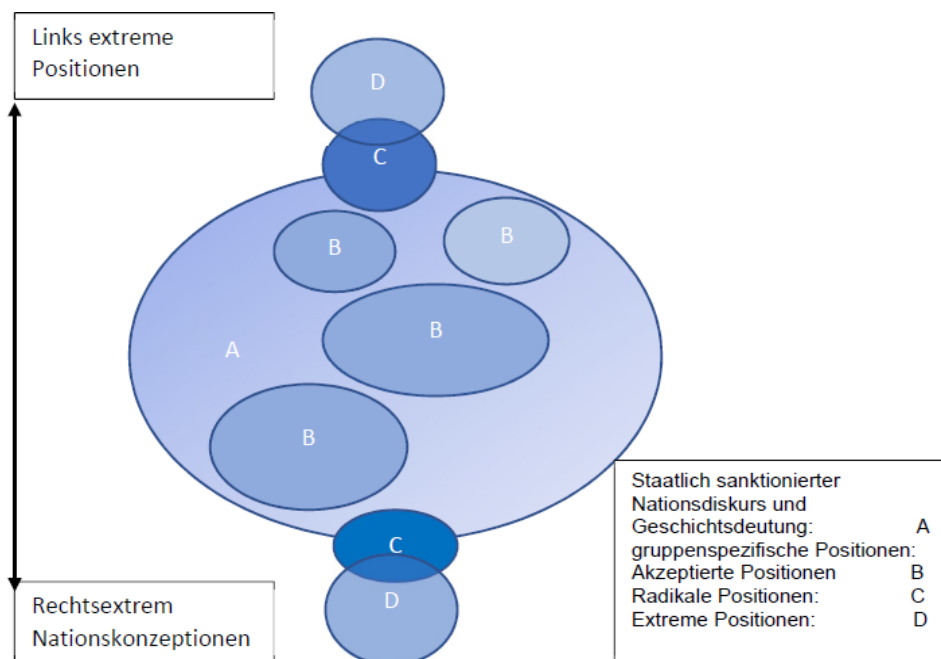 Links extreme
Positionen
D
C
B
B
B
A
B
C
D
Rechtsextrem
Nationskonzeptionen
Staatlich sanktionierter
Nationsdiskurs und
Geschichtsdeutung: A
gruppenspezifische Positionen:
Akzeptierte Positionen B
Radikale Positionen: C
Extreme Positionen: D